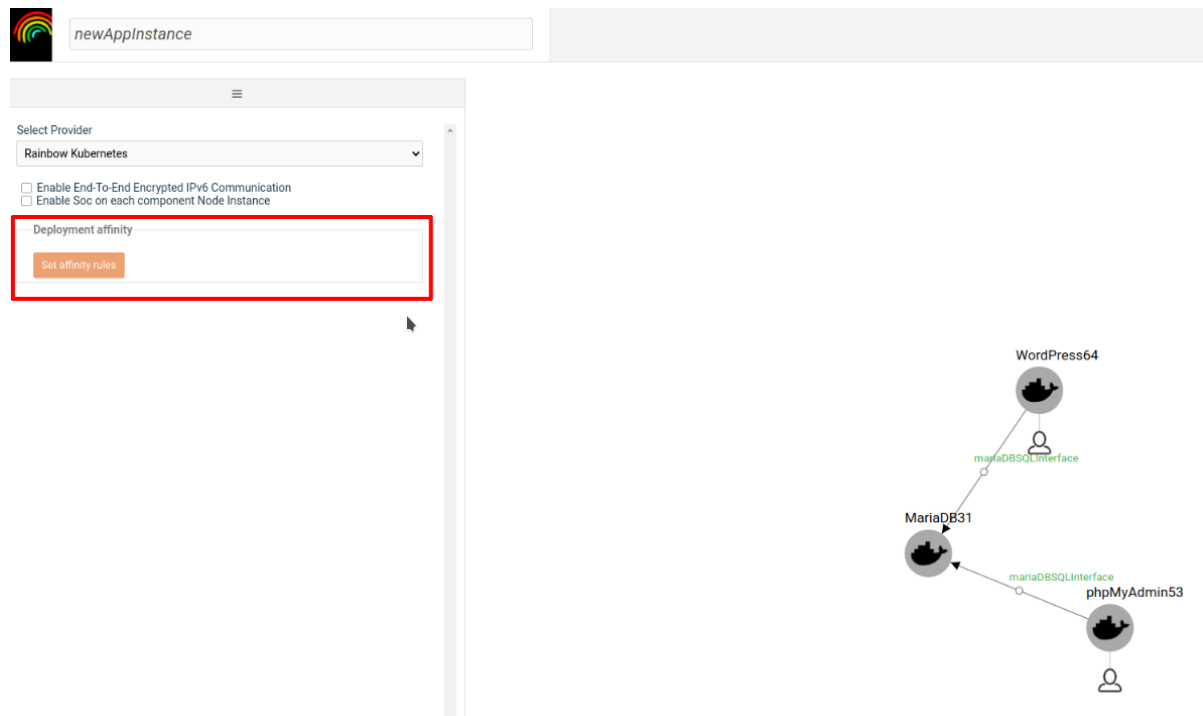 newAppInstance
Select Provider
Rainbow Kubernetes
Enable End-To-End Encrypted IPv6 Communication
Enable Soc on each component Node Instance
Deployment affinity
Set affinity rules
WordPress64
mariaDBSQLInterface
MariaDB31
mariaDBSQLInterface
phpMyAdmin53